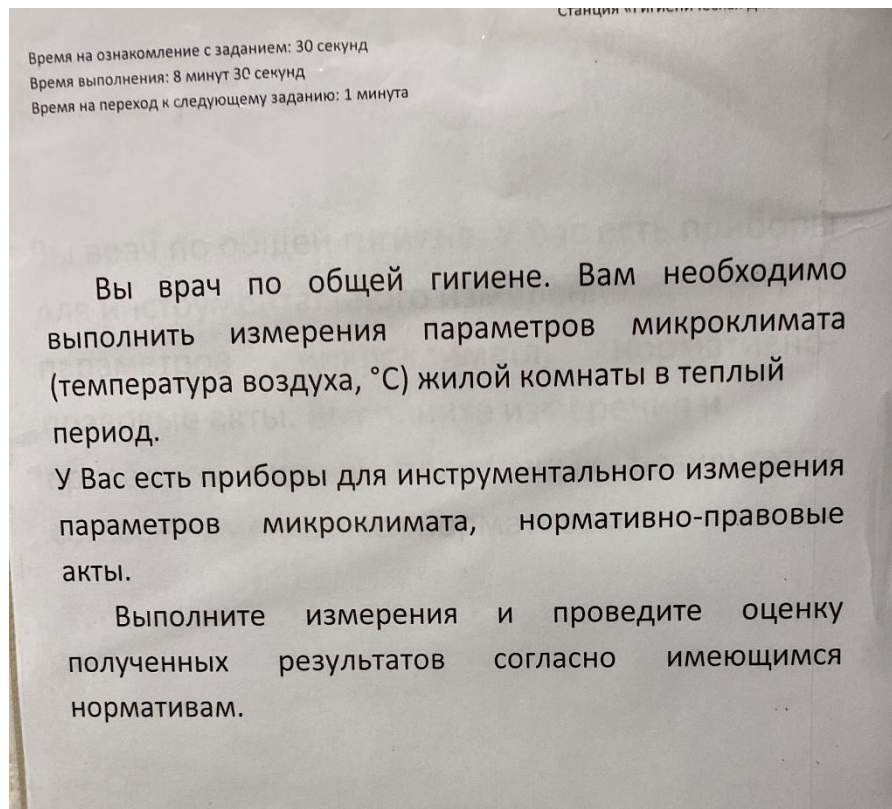 Станция
Время на ознакомление с заданием: 30 секунд
Время выполнения: 8 минут 30 секунд
Время на переход к следующему заданию: 1 минута
Вы врач по общей гигиене. Вам необходимо
выполнить измерения параметров микроклимата
(температура воздуха, °С) жилой комнаты в теплый
период.
У Вас есть приборы для инструментального измерения
параметров микроклимата, нормативно-правовые
акты.
Выполните измерения и проведите оценку
полученных результатов согласно имеющимся
нормативам.